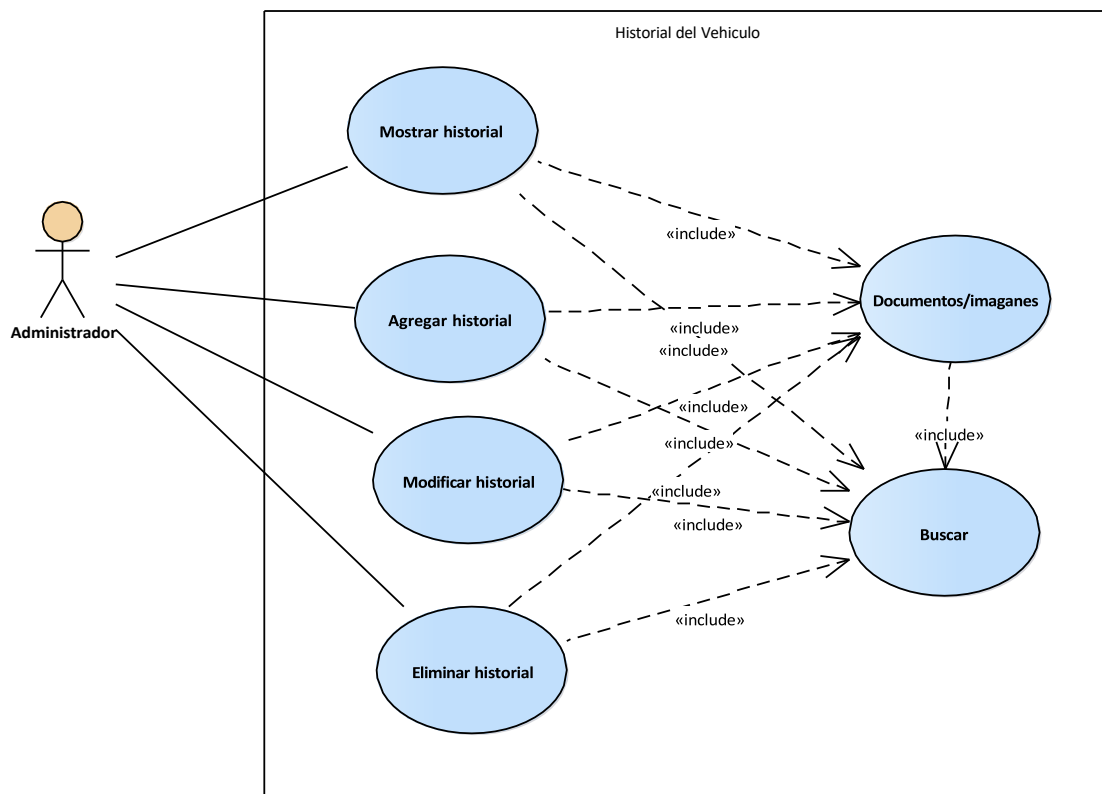 Historial del Vehiculo
Mostrar historial
«include»
Documentos/imaganes
Agregar historial
«include»
«include»
Administrador
«include»
«include»
«include»
Modificar historial
«include»
«include»
Buscar
«include»
Eliminar historial